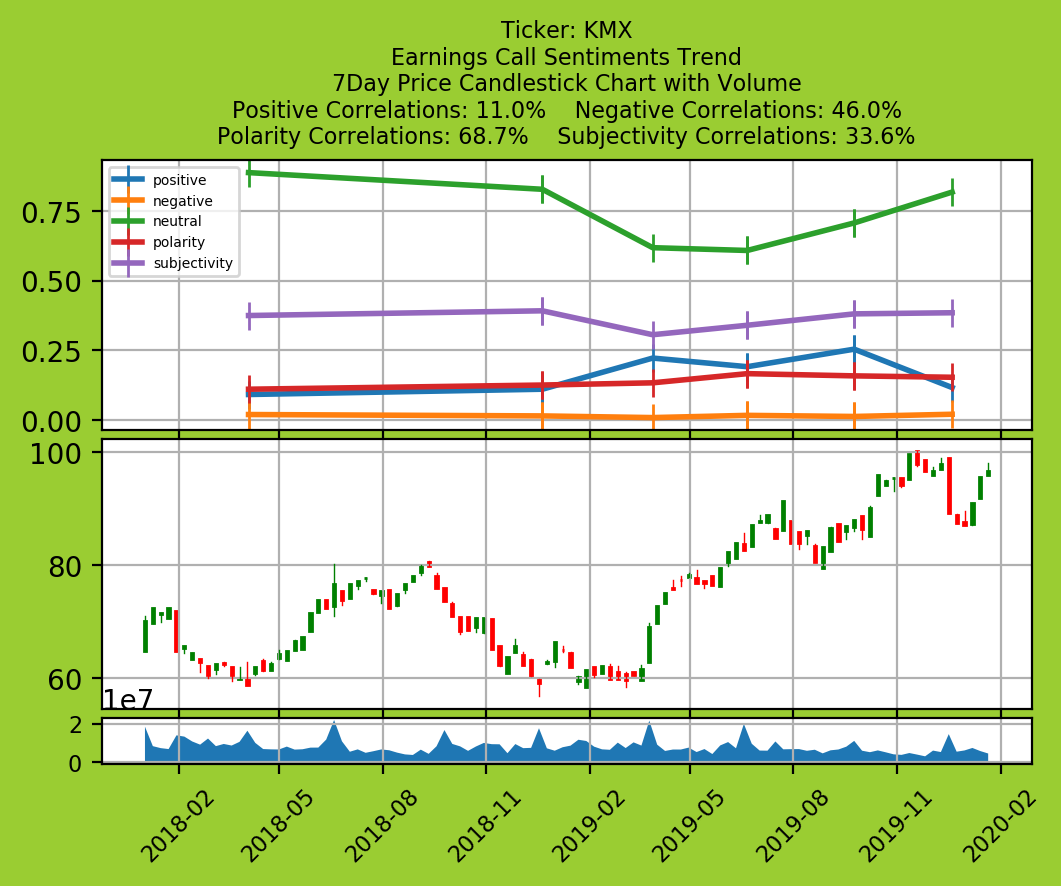 Ticker: KMX
Earnings Call Sentiments Trend
7Day Price Candlestick Chart with Volume
Positive Correlations: 11.0%    Negative Correlations: 46.0%
Polarity Correlations: 68.7%    Subjectivity Correlations: 33.6%
positive
negative
neutral
polarity
subjectivity
0.75
0.50
0.25
0.00
100
80
60
1e7
2
0
2018-02
2018-05
2018-08
2018-11
2019-02
2019-05
2019-08
2019-11
2020-02